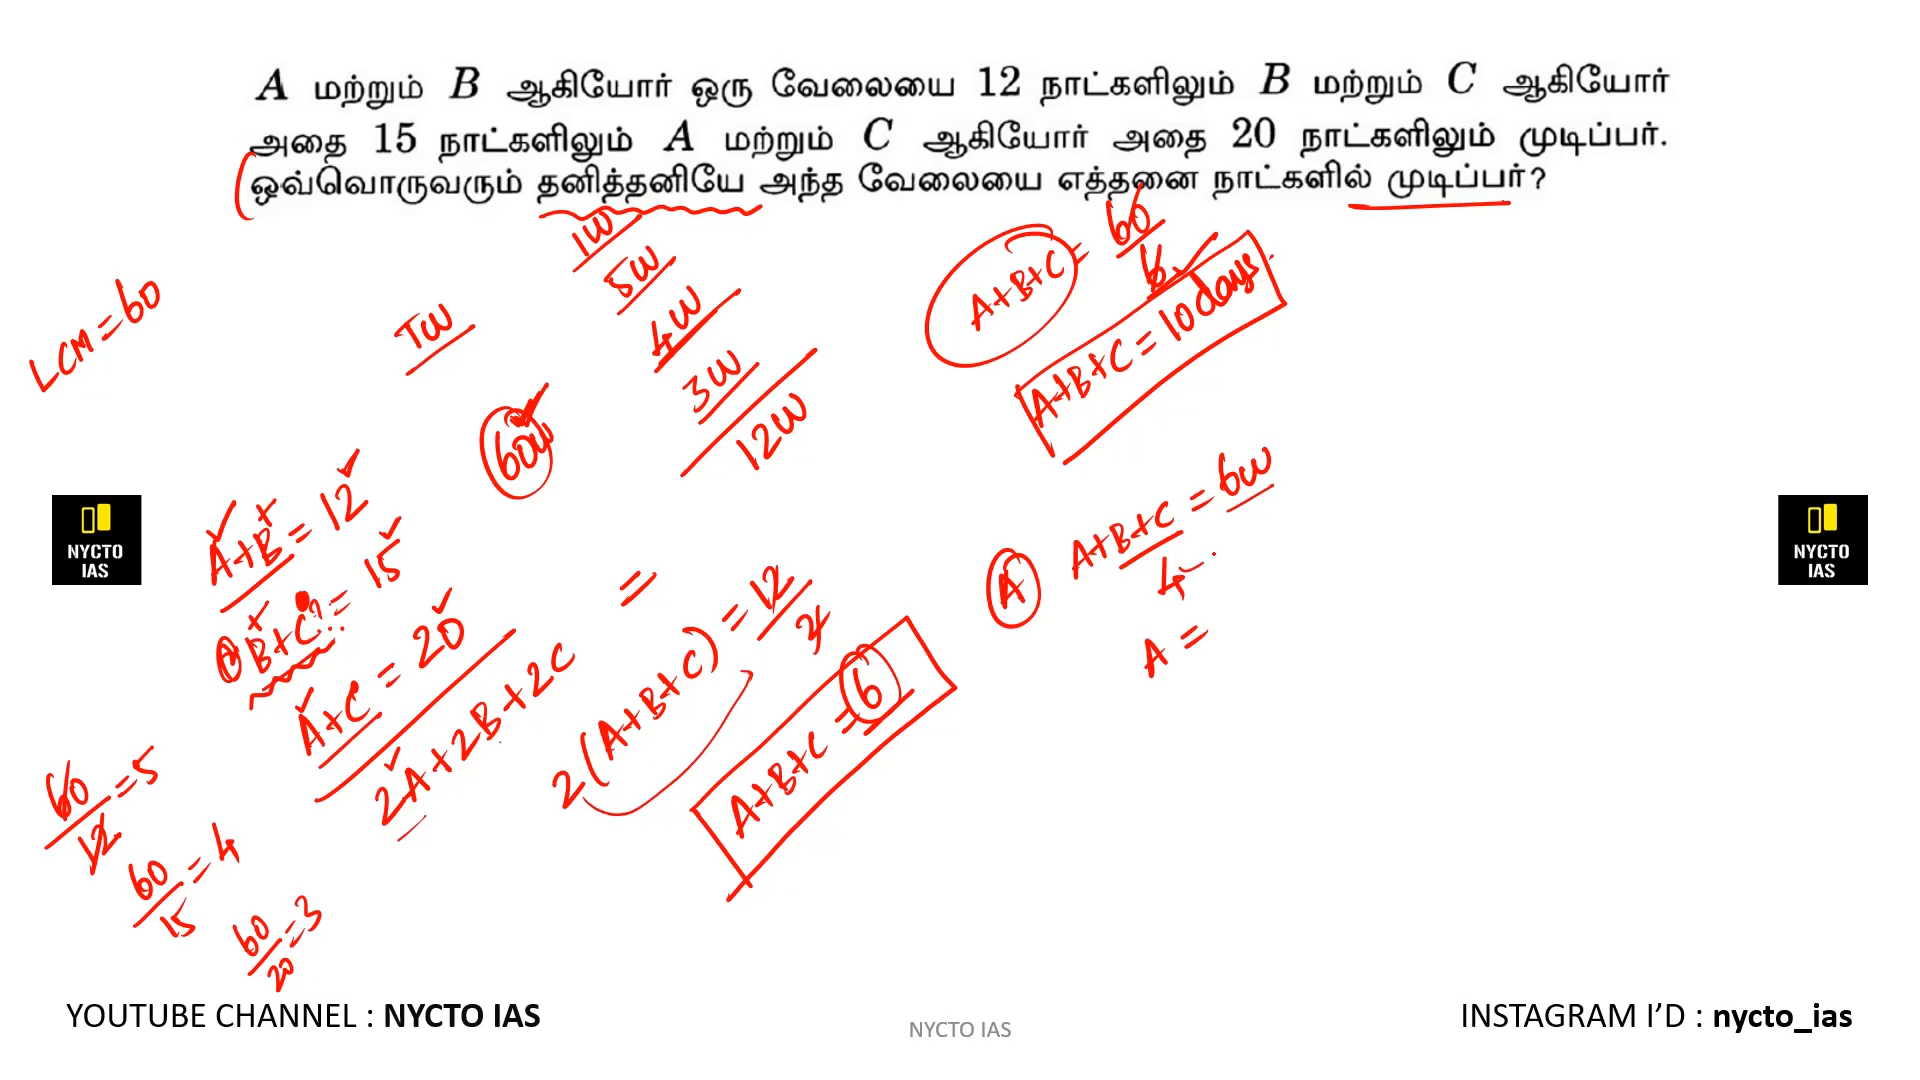 A மற்றும் B ஆகியோர் ஒரு வேலையை 12 நாட்களிலும் B மற்றும் C ஆகியோர்
அதை 15 நாட்களிலும் A மற்றும் C ஆகியோர் அதை 20 நாட்களிலும் முடிப்பர்.
ஒவ்வொருவரும் தனித்தனியே அந்த வேலையை எத்தனை நாட்களில் முடிப்பர்?
LCM = 60
TW
60W
1W
5W
4W
3W
12W
A+B+C = 60/6
A+B+C = 10 days
A+B = 12
B+C = 15
A+C = 20
2A+2B+2C =
2(A+B+C) = 12/2
A+B+C = 6
A
A+B+C = 6W
4
A =
60/12 = 5
60/15 = 4
60/20 = 3
NYCTO
IAS
NYCTO
IAS
YOUTUBE CHANNEL : NYCTO IAS
NYCTO IAS
INSTAGRAM I’D : nycto_ias